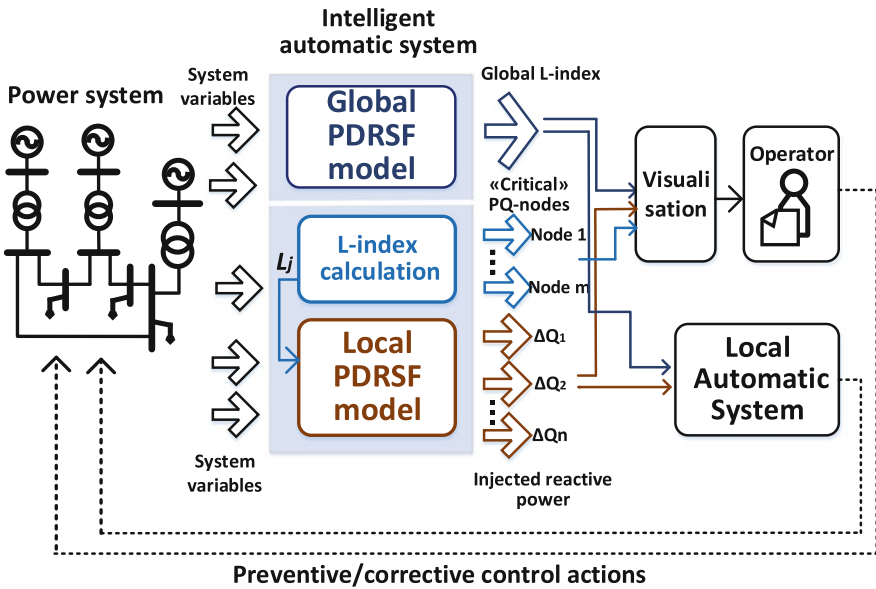 Intelligent
automatic system
Power system
System
variables
Global
PDRSF
model
Global L-index
«Critical»
PQ-nodes
Node 1
Node m
L-index
calculation
Lj
Local
PDRSF
model
ΔQ1
ΔQ2
ΔQn
Injected reactive
power
System
variables
Visuali
sation
Operator
Local
Automatic
System
Preventive/corrective control actions